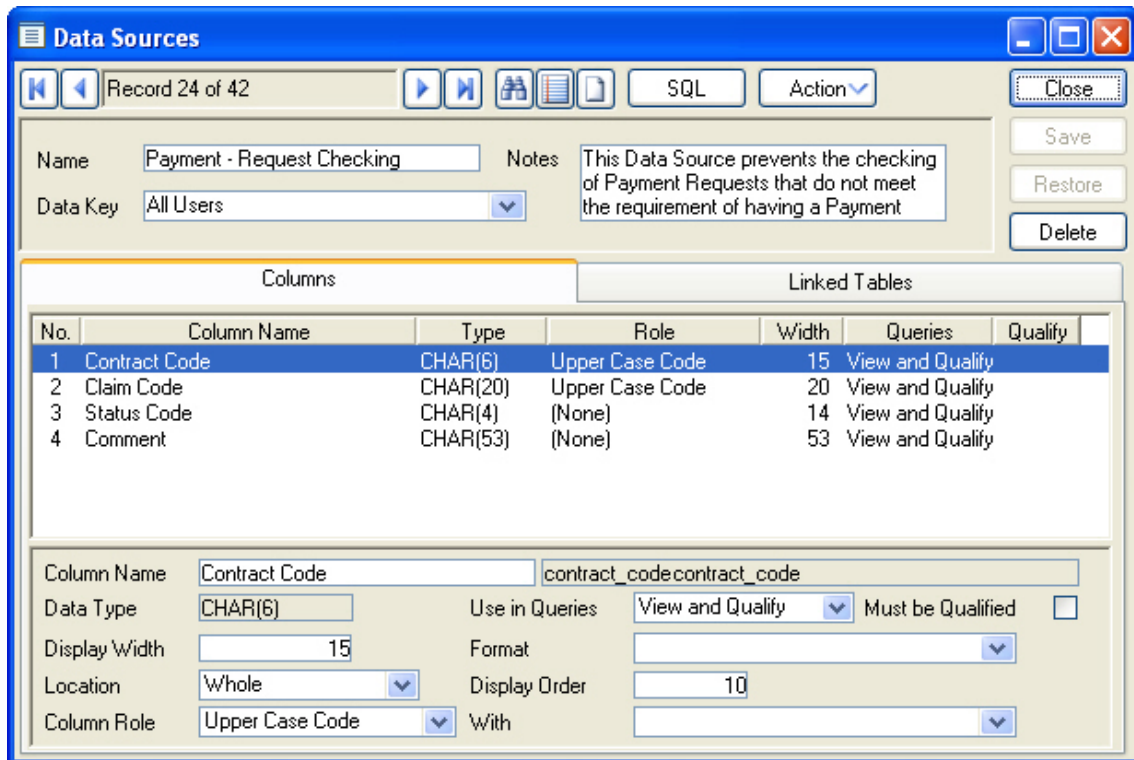 Data Sources
Record 24 of 42 SQL Action Close
Save
Restore
Delete
Name Payment - Request Checking Notes This Data Source prevents the checking
of Payment Requests that do not meet
the requirement of having a Payment
Data Key All Users
Columns Linked Tables
No. Column Name Type Role Width Queries Qualify
1 Contract Code CHAR(6) Upper Case Code 15 View and Qualify
2 Claim Code CHAR(20) Upper Case Code 20 View and Qualify
3 Status Code CHAR(4) (None) 14 View and Qualify
4 Comment CHAR(53) (None) 53 View and Qualify
Column Name Contract Code contract_codecontract_code
Data Type CHAR(6) Use in Queries View and Qualify Must be Qualified
Display Width 15 Format
Location Whole Display Order 10
Column Role Upper Case Code With